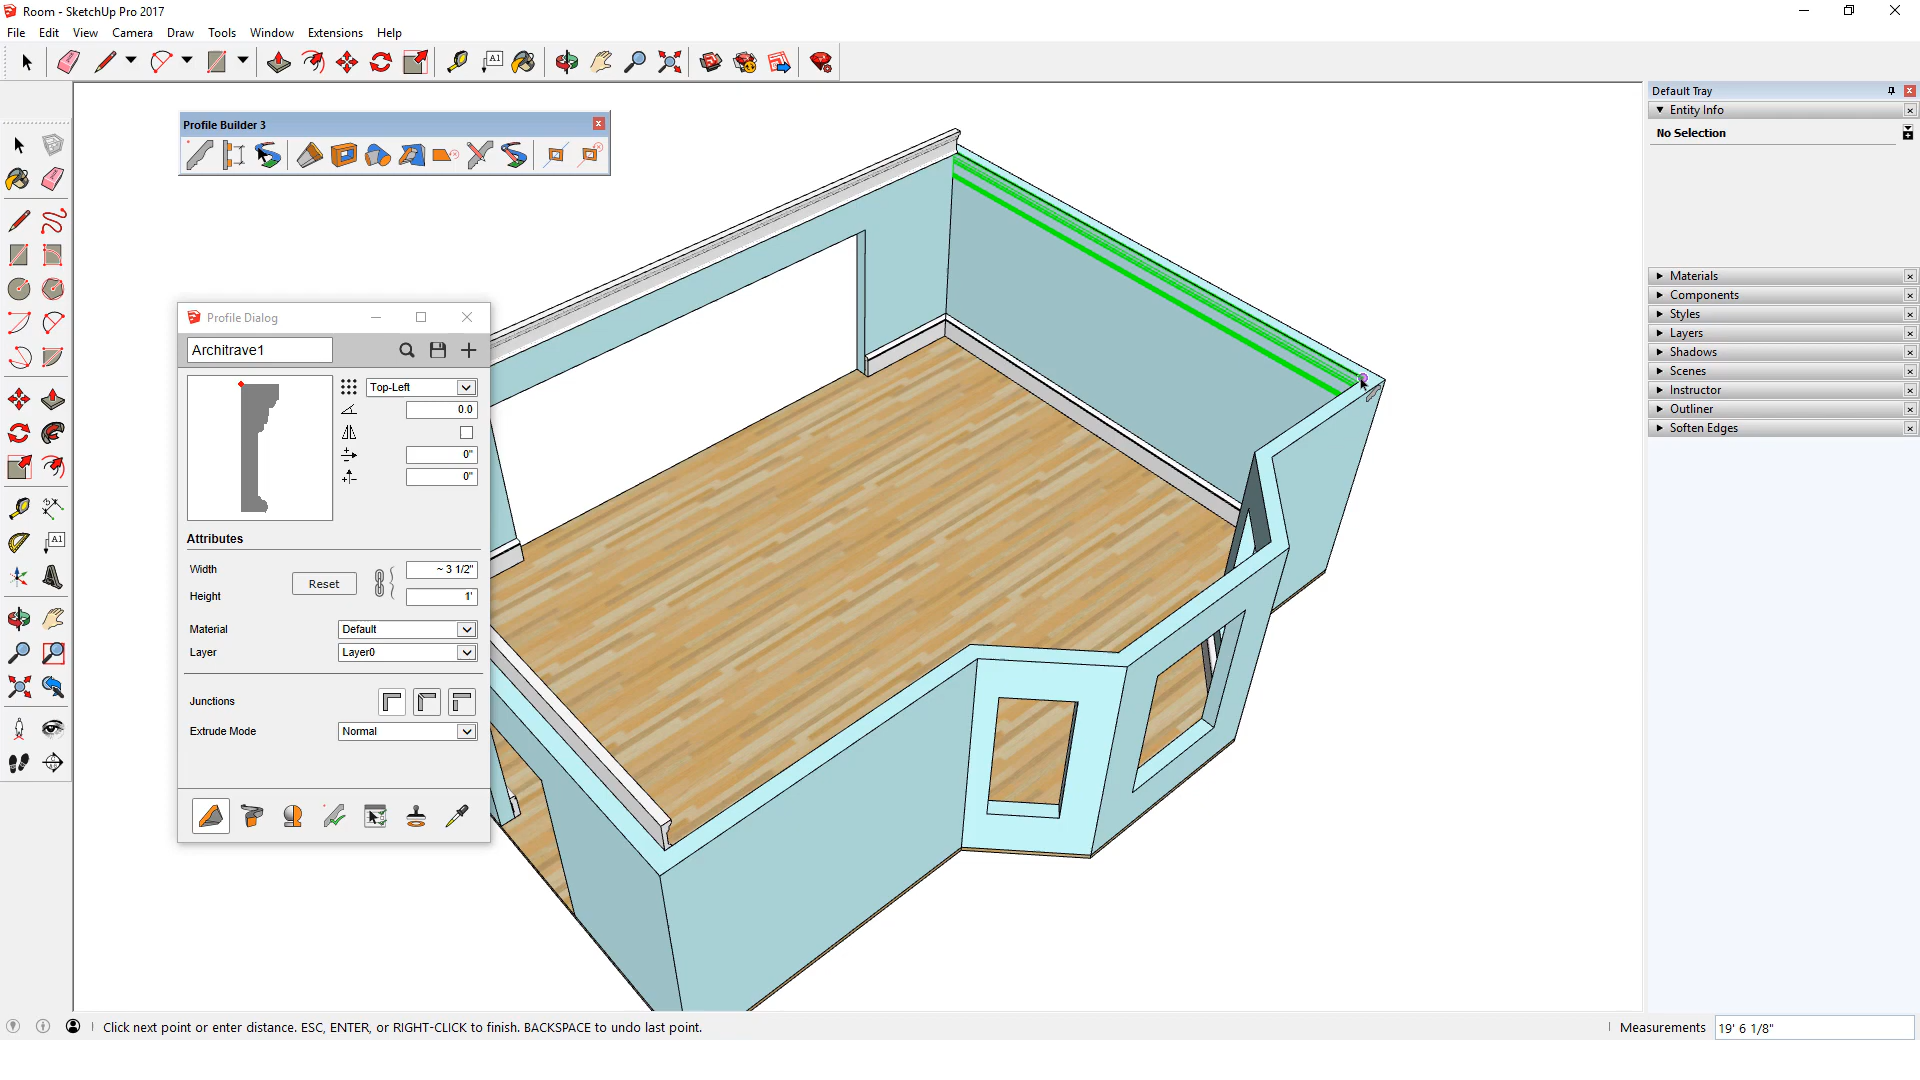 Room - SketchUp Pro 2017
File Edit View Camera Draw Tools Window Extensions Help
A1
Default Tray
Entity Info
No Selection
Profile Builder 3
Materials
Components
Styles
Layers
Shadows
Scenes
Instructor
Outliner
Soften Edges
Profile Dialog
Architrave1
Top-Left
0.0
0"
0"
Attributes
Width ~ 3 1/2"
Reset
Height 1'
Material Default
Layer Layer0
Junctions
Extrude Mode Normal
A1
Click next point or enter distance. ESC, ENTER, or RIGHT-CLICK to finish. BACKSPACE to undo last point.
Measurements 19' 6 1/8"